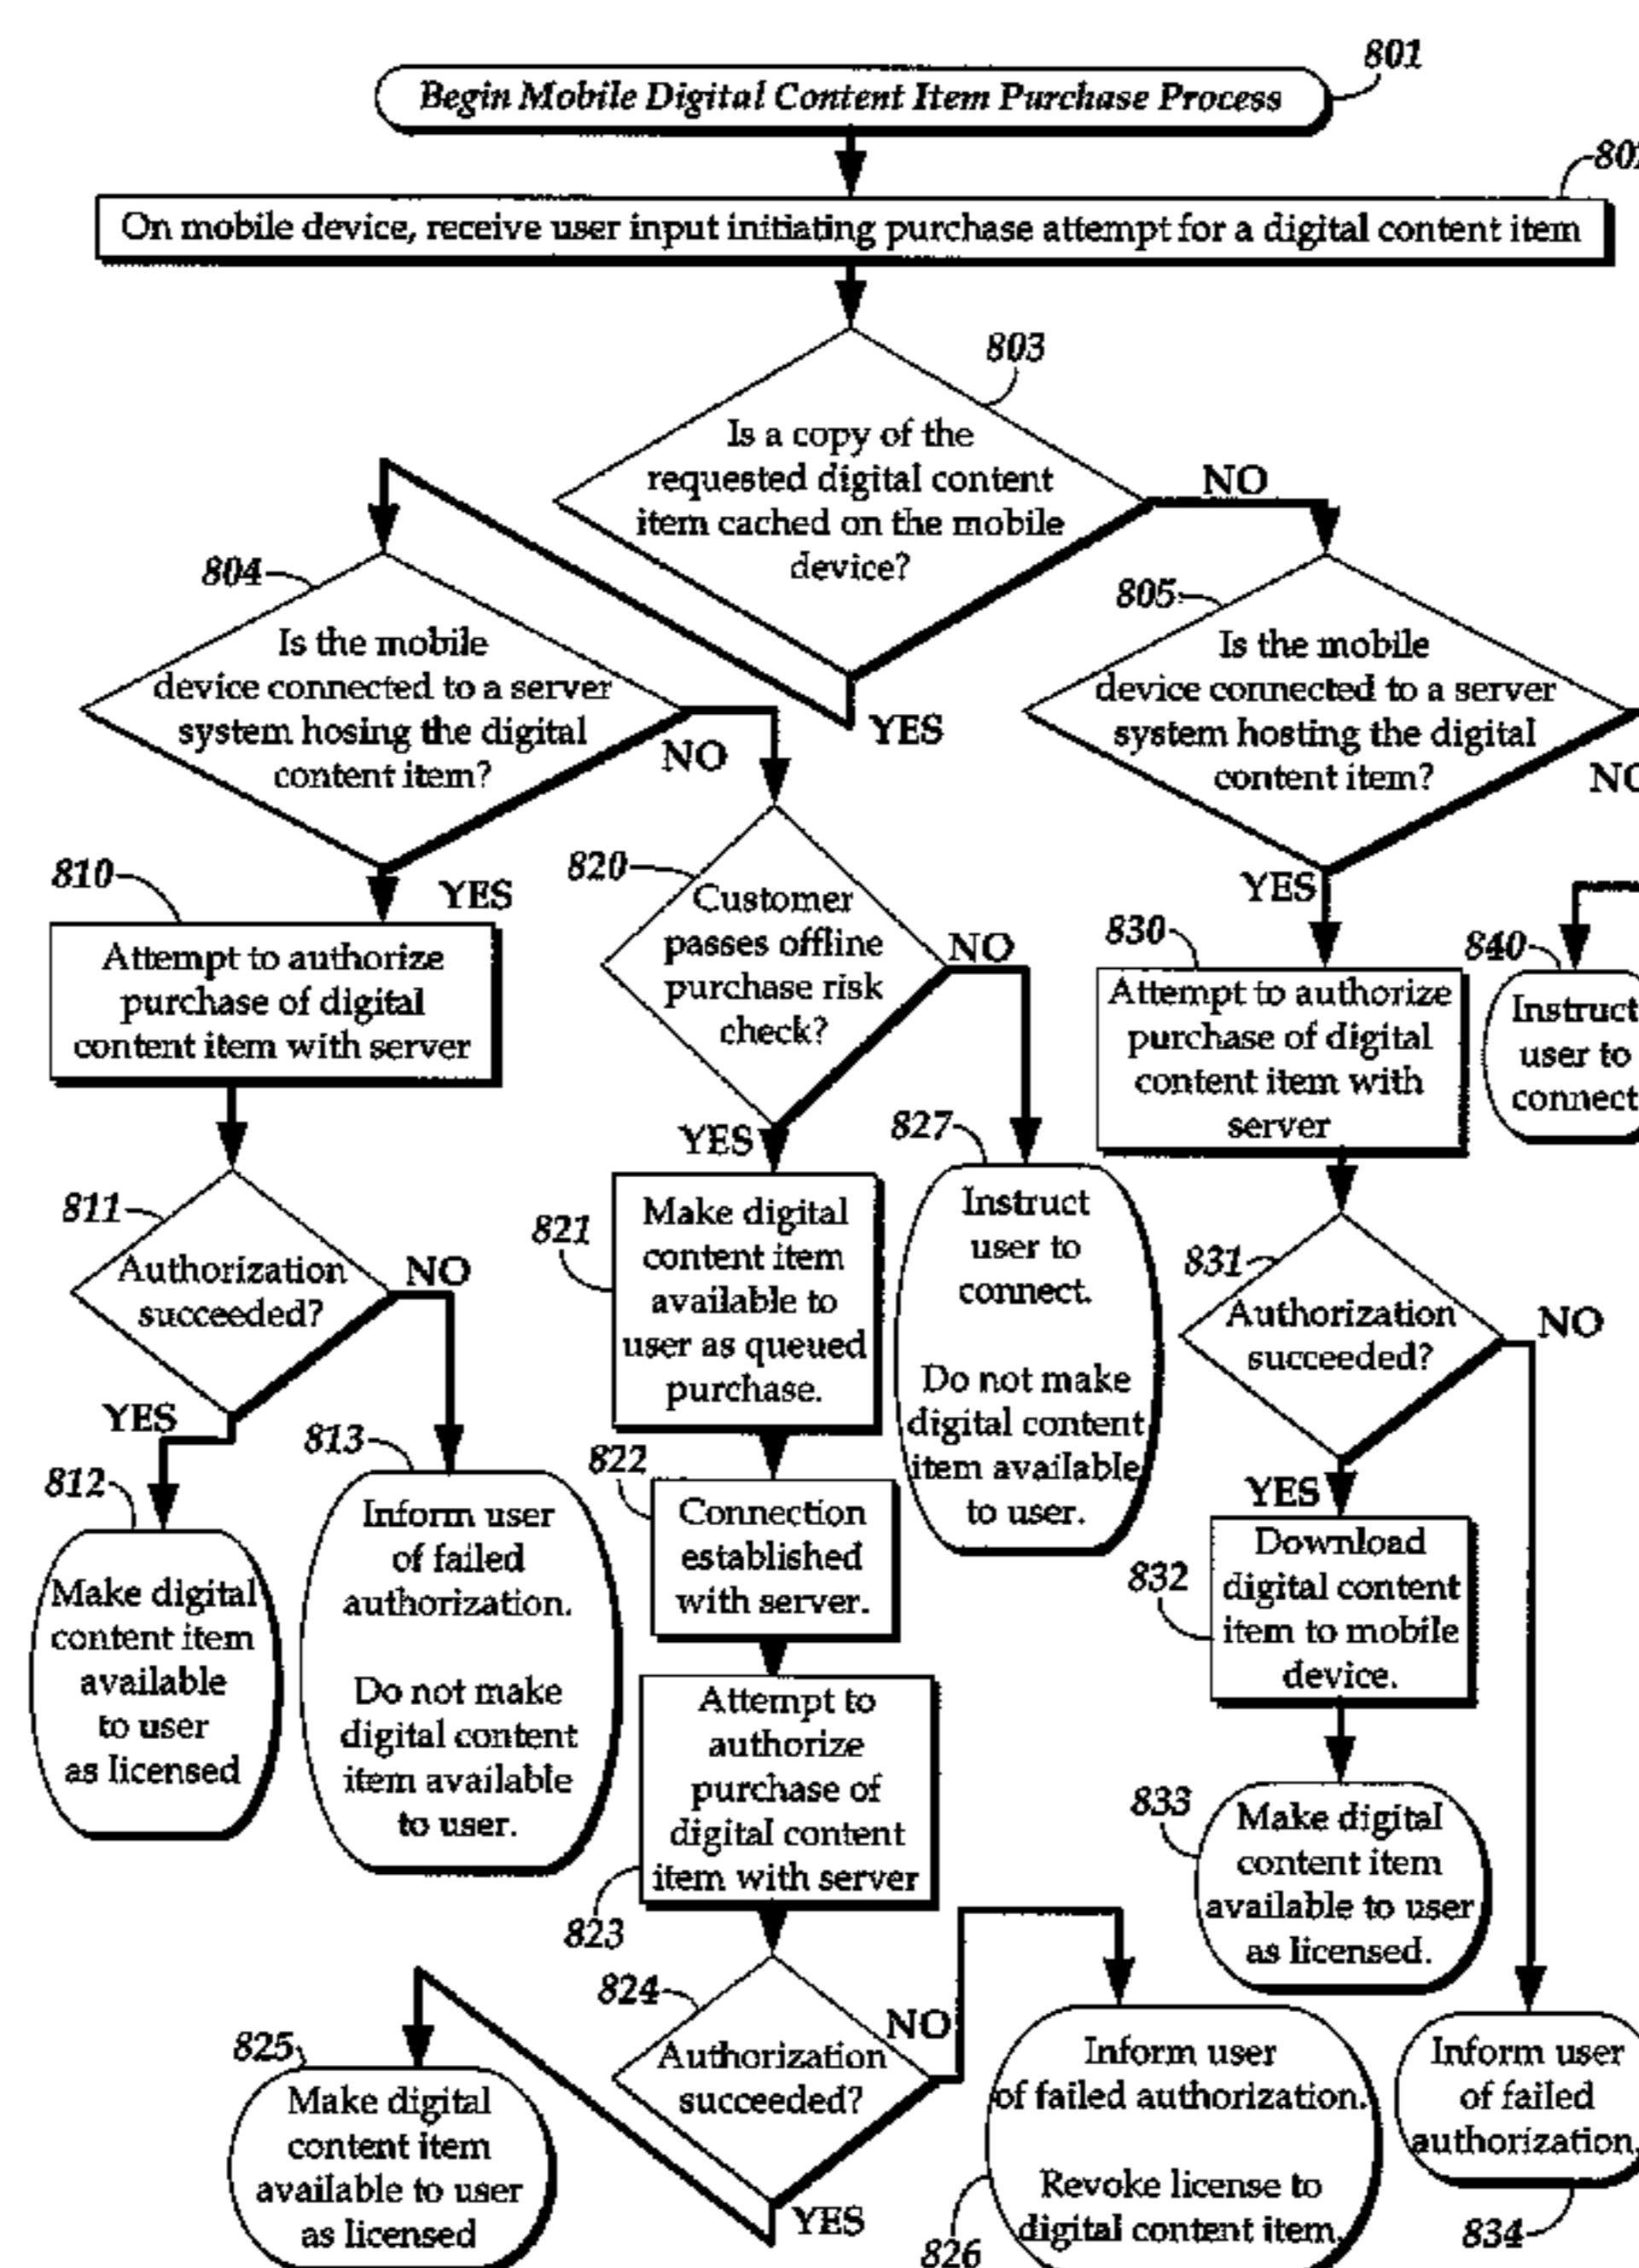 801
Begin Mobile Digital Content Item Purchase Process
On mobile device, receive user input initiating purchase attempt for a digital content item
803
Is a copy of the
requested digital content
item cached on the mobile
device?
NO
YES
804
Is the mobile
device connected to a server
system hosing the digital
content item?
NO
YES
805
Is the mobile
device connected to a server
system hosting the digital
content item?
YES
810
Attempt to authorize
purchase of digital
content item with server
811
Authorization
succeeded?
NO
YES
812
Make digital
content item
available
to user
as licensed
813
Inform user
of failed
authorization.
Do not make
digital content
item available
to user.
820
Customer
passes offline
purchase risk
check?
NO
YES
821
Make digital
content item
available to
user as queued
purchase.
822
Connection
established
with server.
823
Attempt to
authorize
purchase of
digital content
item with server
824
Authorization
succeeded?
NO
YES
825
Make digital
content item
available to user
as licensed
826
Inform user
of failed authorization.
Revoke license to
digital content item.
827
Instruct
user to
connect.
Do not make
digital content
item available
to user.
830
Attempt to authorize
purchase of digital
content item with
server
831
Authorization
succeeded?
NO
YES
832
Download
digital content
item to mobile
device.
833
Make digital
content item
available to user
as licensed.
834
Inform user
of failed
authorization.
840
Instruct
user to
connect